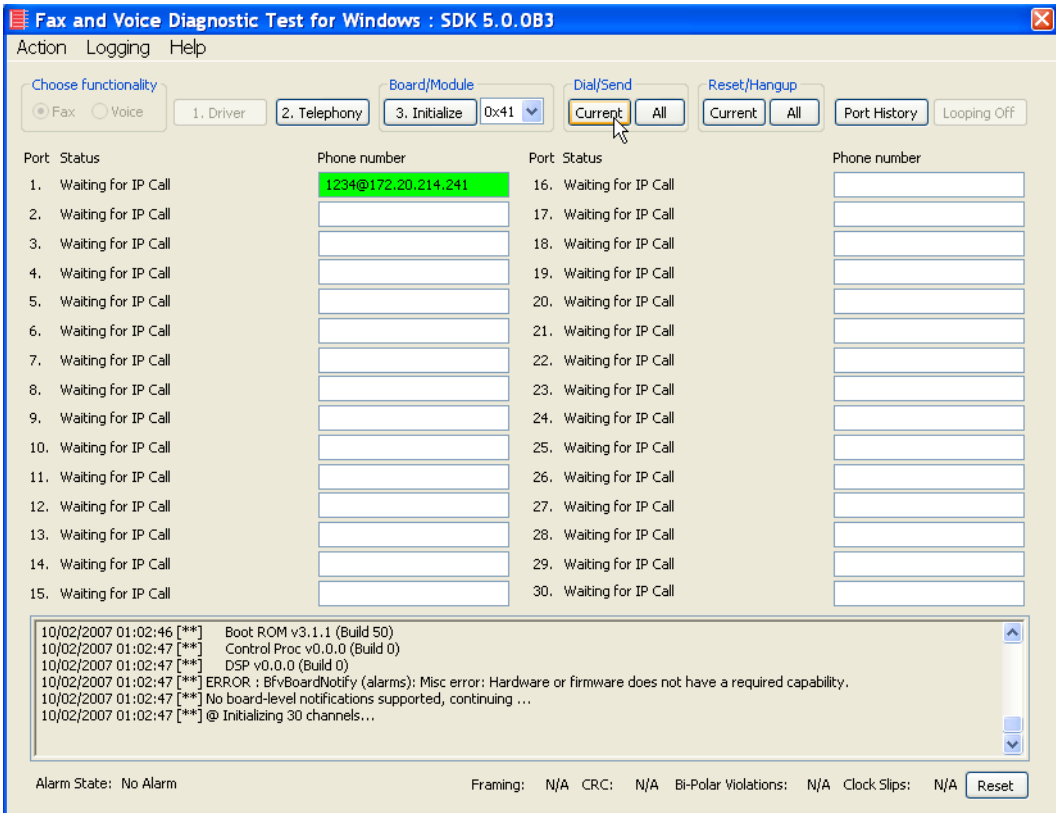 Fax and Voice Diagnostic Test for Windows : SDK 5.0.0B3
Action Logging Help
Choose functionality Board/Module Dial/Send Reset/Hangup
Fax Voice 1. Driver 2. Telephony 3. Initialize 0x41 Current All Current All Port History Looping Off
Port Status Phone number Port Status Phone number
1. Waiting for IP Call 1234@172.20.214.241 16. Waiting for IP Call
2. Waiting for IP Call 17. Waiting for IP Call
3. Waiting for IP Call 18. Waiting for IP Call
4. Waiting for IP Call 19. Waiting for IP Call
5. Waiting for IP Call 20. Waiting for IP Call
6. Waiting for IP Call 21. Waiting for IP Call
7. Waiting for IP Call 22. Waiting for IP Call
8. Waiting for IP Call 23. Waiting for IP Call
9. Waiting for IP Call 24. Waiting for IP Call
10. Waiting for IP Call 25. Waiting for IP Call
11. Waiting for IP Call 26. Waiting for IP Call
12. Waiting for IP Call 27. Waiting for IP Call
13. Waiting for IP Call 28. Waiting for IP Call
14. Waiting for IP Call 29. Waiting for IP Call
15. Waiting for IP Call 30. Waiting for IP Call
10/02/2007 01:02:46 [**] Boot ROM v3.1.1 (Build 50)
10/02/2007 01:02:47 [**] Control Proc v0.0.0 (Build 0)
10/02/2007 01:02:47 [**] DSP v0.0.0 (Build 0)
10/02/2007 01:02:47 [**] ERROR : BfvBoardNotify (alarms): Misc error: Hardware or firmware does not have a required capability.
10/02/2007 01:02:47 [**] No board-level notifications supported, continuing ...
10/02/2007 01:02:47 [**] @ Initializing 30 channels...
Alarm State: No Alarm Framing: N/A CRC: N/A Bi-Polar Violations: N/A Clock Slips: N/A Reset